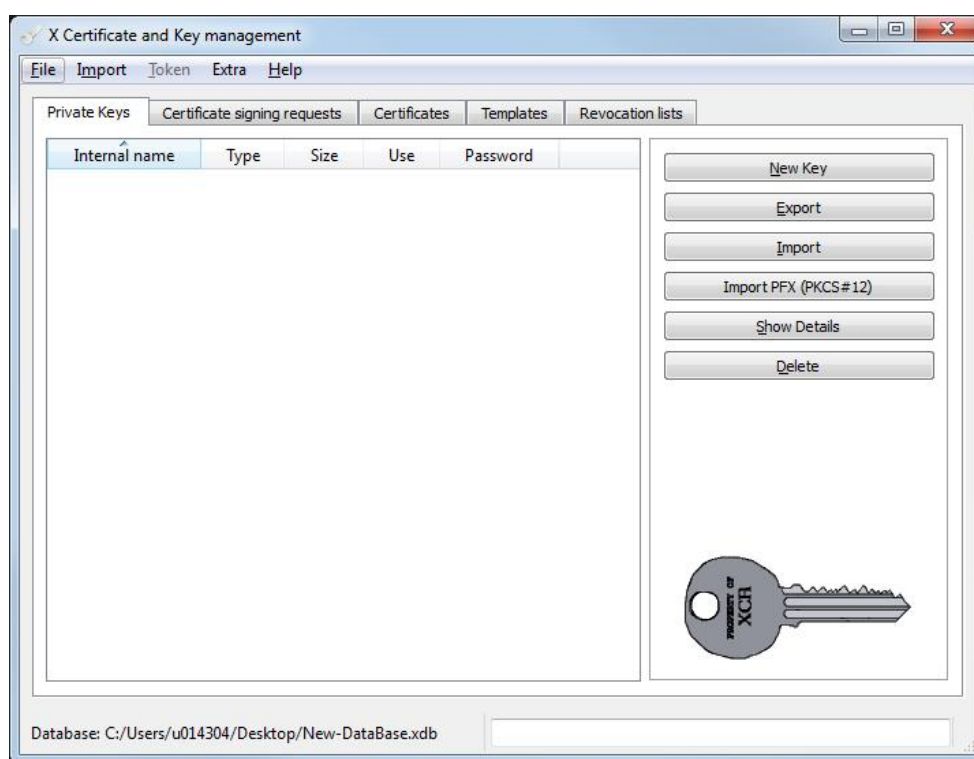 X Certificate and Key management
File Import Token Extra Help
Private Keys Certificate signing requests Certificates Templates Revocation lists
Internal name Type Size Use Password
New Key
Export
Import
Import PFX (PKCS#12)
Show Details
Delete
PROPERTY OF
XCA
Database: C:/Users/u014304/Desktop/New-DataBase.xdb